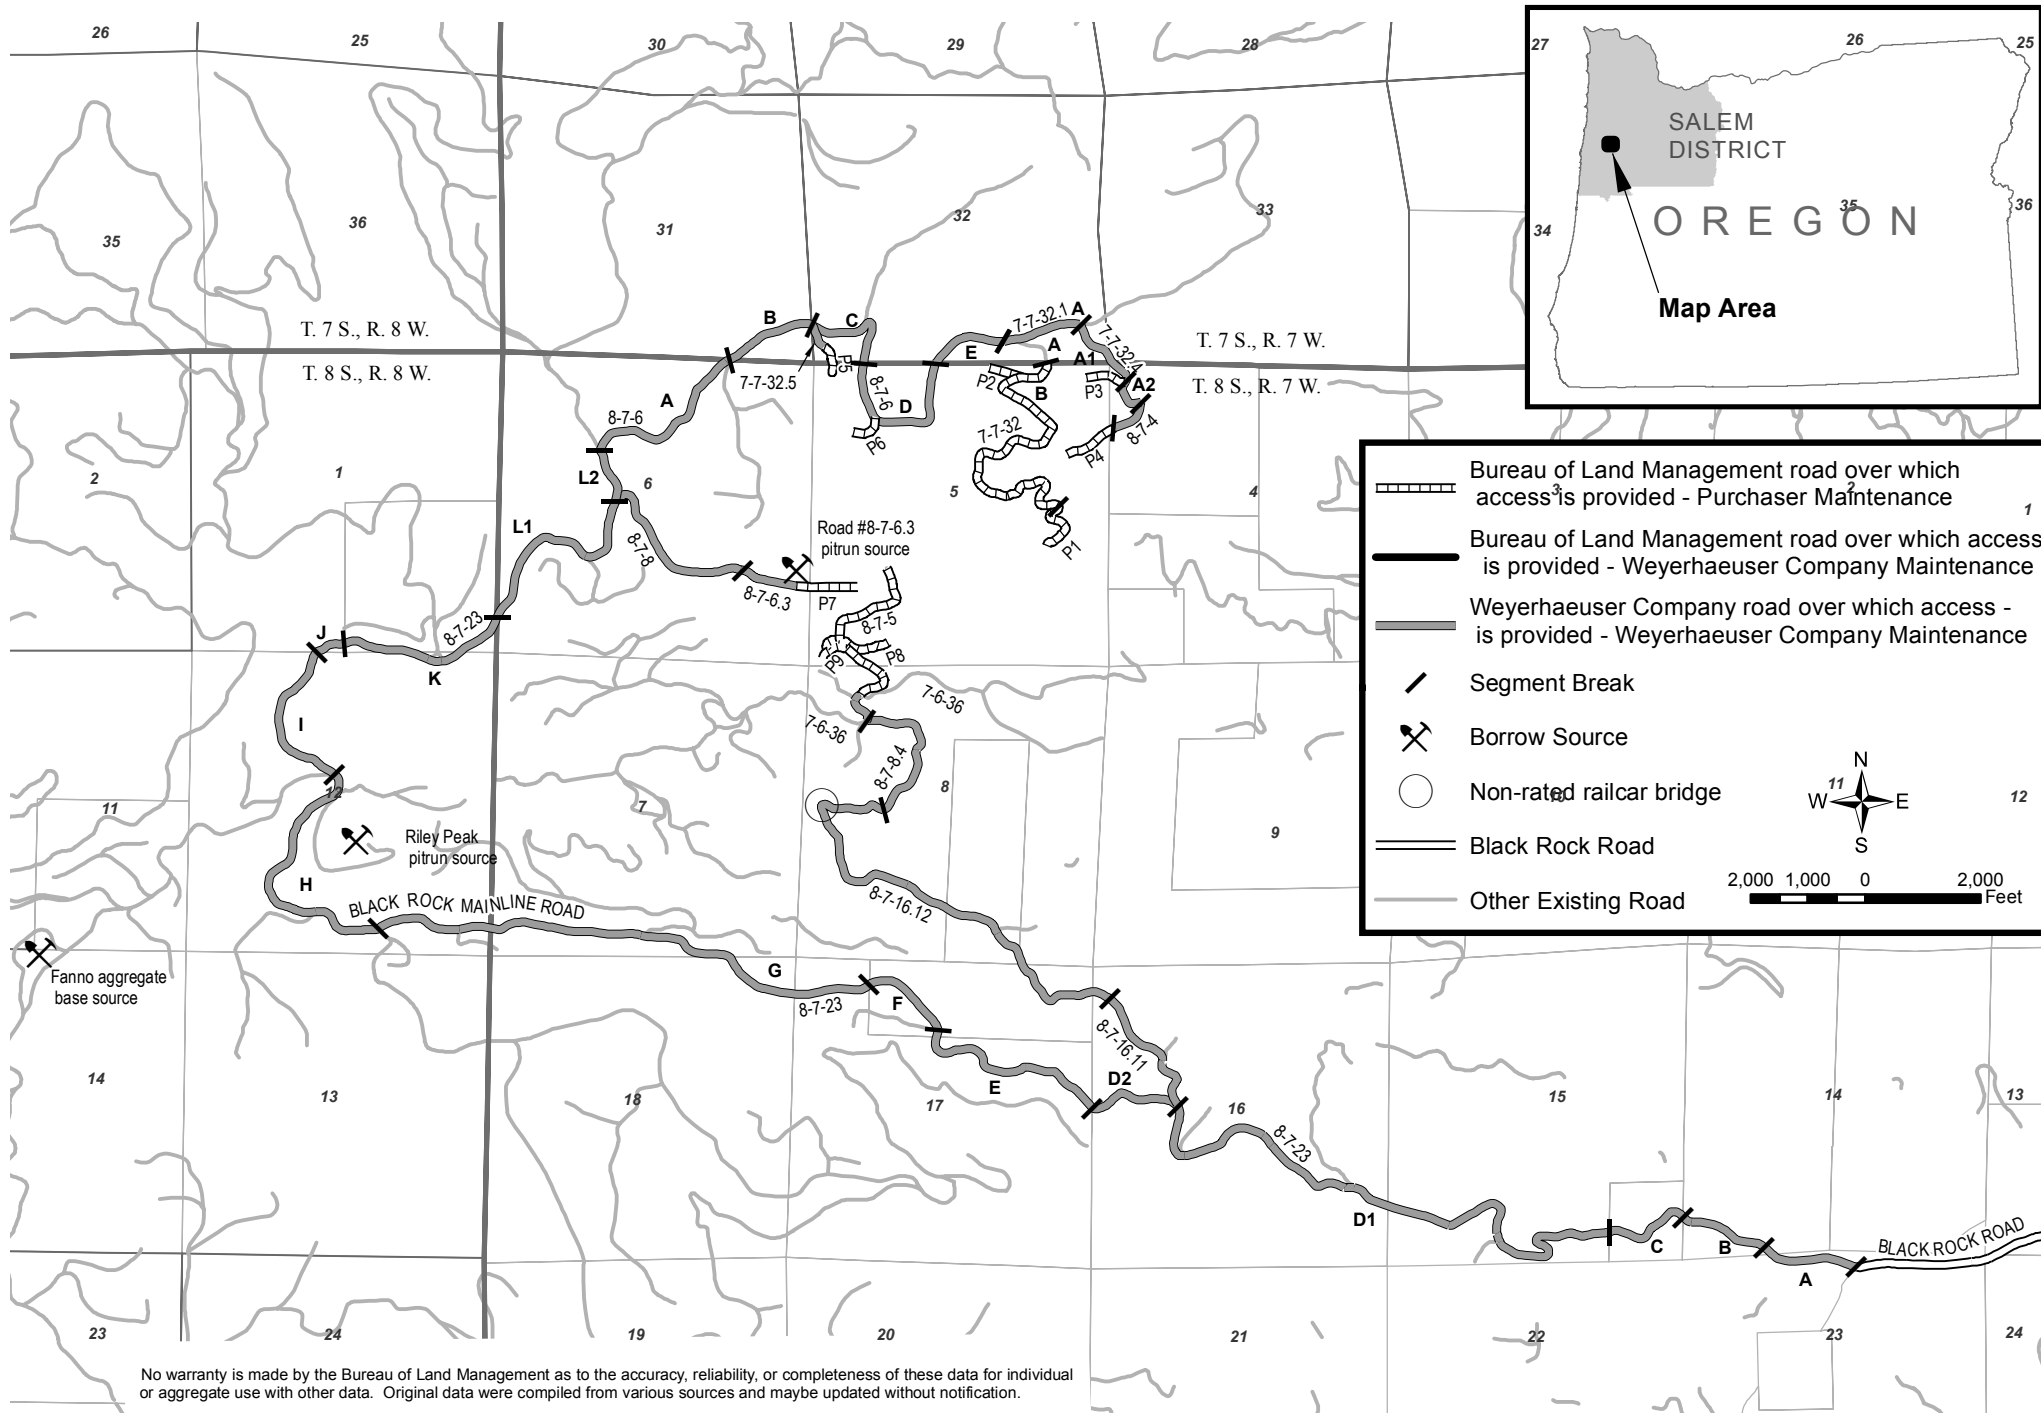 26
25
30
29
28
27
26
25
SALEM
DISTRICT
OREGON
Map Area
35
36
31
32
33
34
35
36
T. 7 S., R. 8 W.
T. 8 S., R. 8 W.
T. 7 S., R. 7 W.
T. 8 S., R. 7 W.
B
C
7-7-32.1
A
7-7-32.4
E
A
A1
P5
7-7-32.5
P2
B
P3
A2
A
8-7-6
8-7-6
D
P6
7-7-32
P4
8-7-4
2
1
L2
6
5
4
3
2
1
L1
8-7-8
Road #8-7-6.3
pitrun source
P1
8-7-6.3
P7
8-7-5
J
8-7-23
K
P9
P8
7-6-36
7-6-36
I
8-7-8.4
11
12
7
8
9
10
11
12
Riley Peak
pitrun source
H
BLACK ROCK MAINLINE ROAD
8-7-16.12
Fanno aggregate
base source
G
8-7-23
F
8-7-16.11
E
D2
14
13
18
17
16
15
14
13
8-7-23
D1
C
B
A
BLACK ROCK ROAD
23
24
19
20
21
22
23
24
Bureau of Land Management road over which
access is provided - Purchaser Maintenance
Bureau of Land Management road over which access
is provided - Weyerhaeuser Company Maintenance
Weyerhaeuser Company road over which access -
is provided - Weyerhaeuser Company Maintenance
Segment Break
Borrow Source
Non-rated railcar bridge
Black Rock Road
Other Existing Road
N
W
E
S
2,000 1,000 0 2,000
Feet
No warranty is made by the Bureau of Land Management as to the accuracy, reliability, or completeness of these data for individual
or aggregate use with other data. Original data were compiled from various sources and maybe updated without notification.